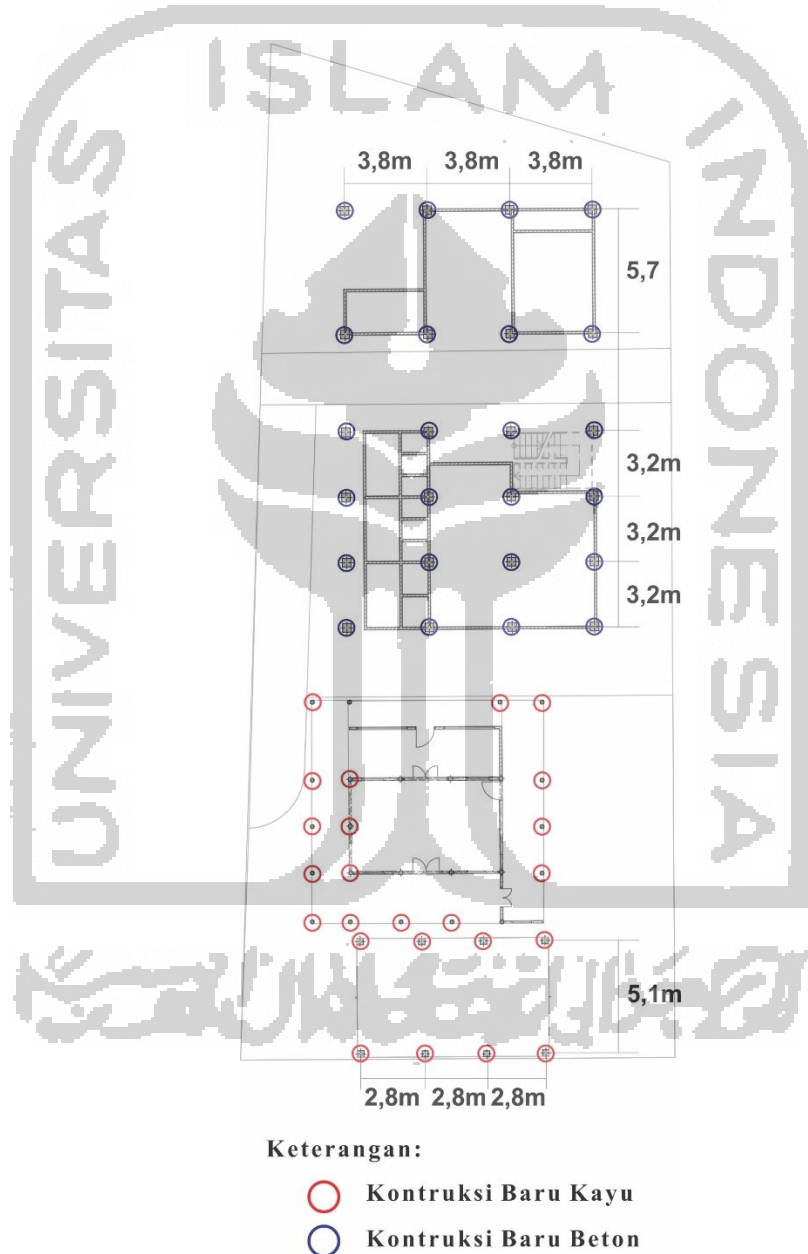 ISLAM
UNIVERSITAS
INDONESIA
3,8m 3,8m 3,8m
5,7
3,2m
3,2m
3,2m
5,1m
2,8m 2,8m 2,8m
Keterangan:
Kontruksi Baru Kayu
Kontruksi Baru Beton